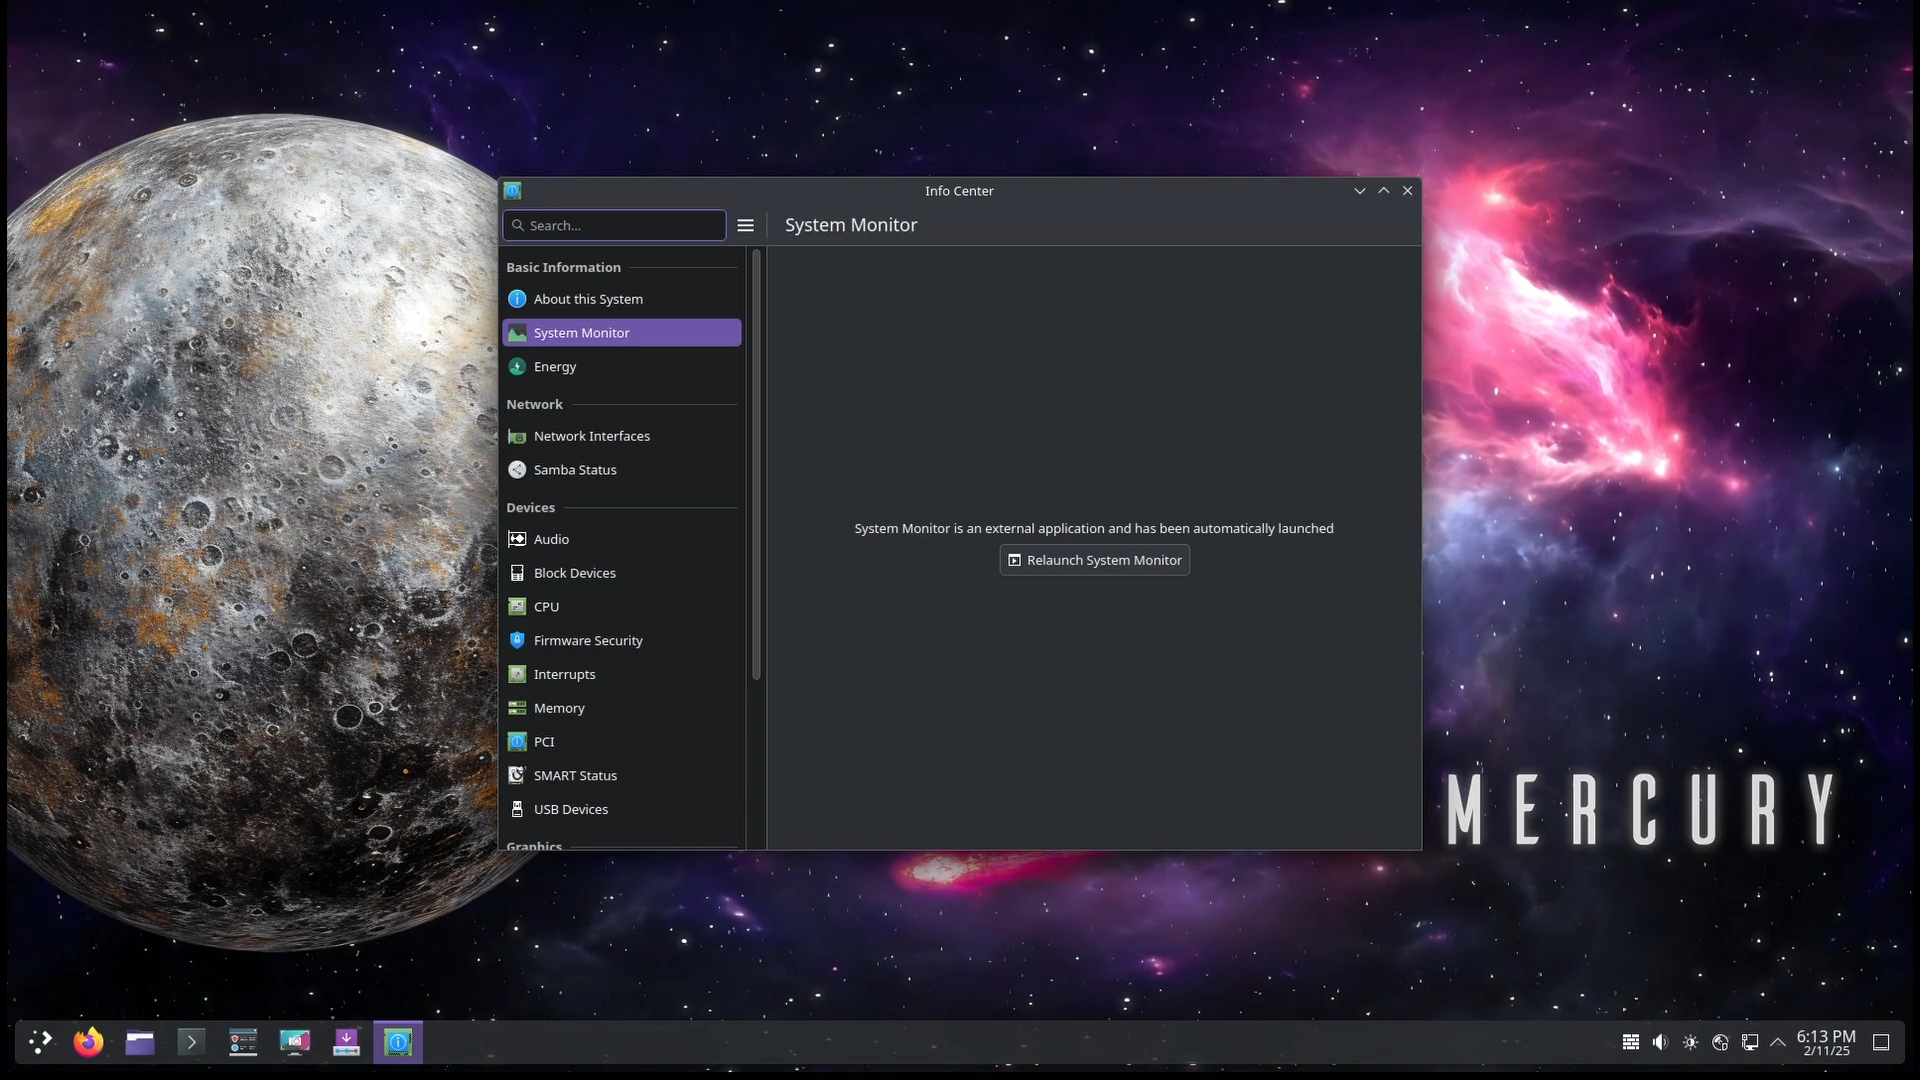 Info Center
Search...
System Monitor
Basic Information
About this System
System Monitor
Energy
Network
Network Interfaces
Samba Status
Devices
Audio
Block Devices
CPU
Firmware Security
Interrupts
Memory
PCI
SMART Status
USB Devices
Graphics
System Monitor is an external application and has been automatically launched
Relaunch System Monitor
MERCURY
6:13 PM
2/11/25